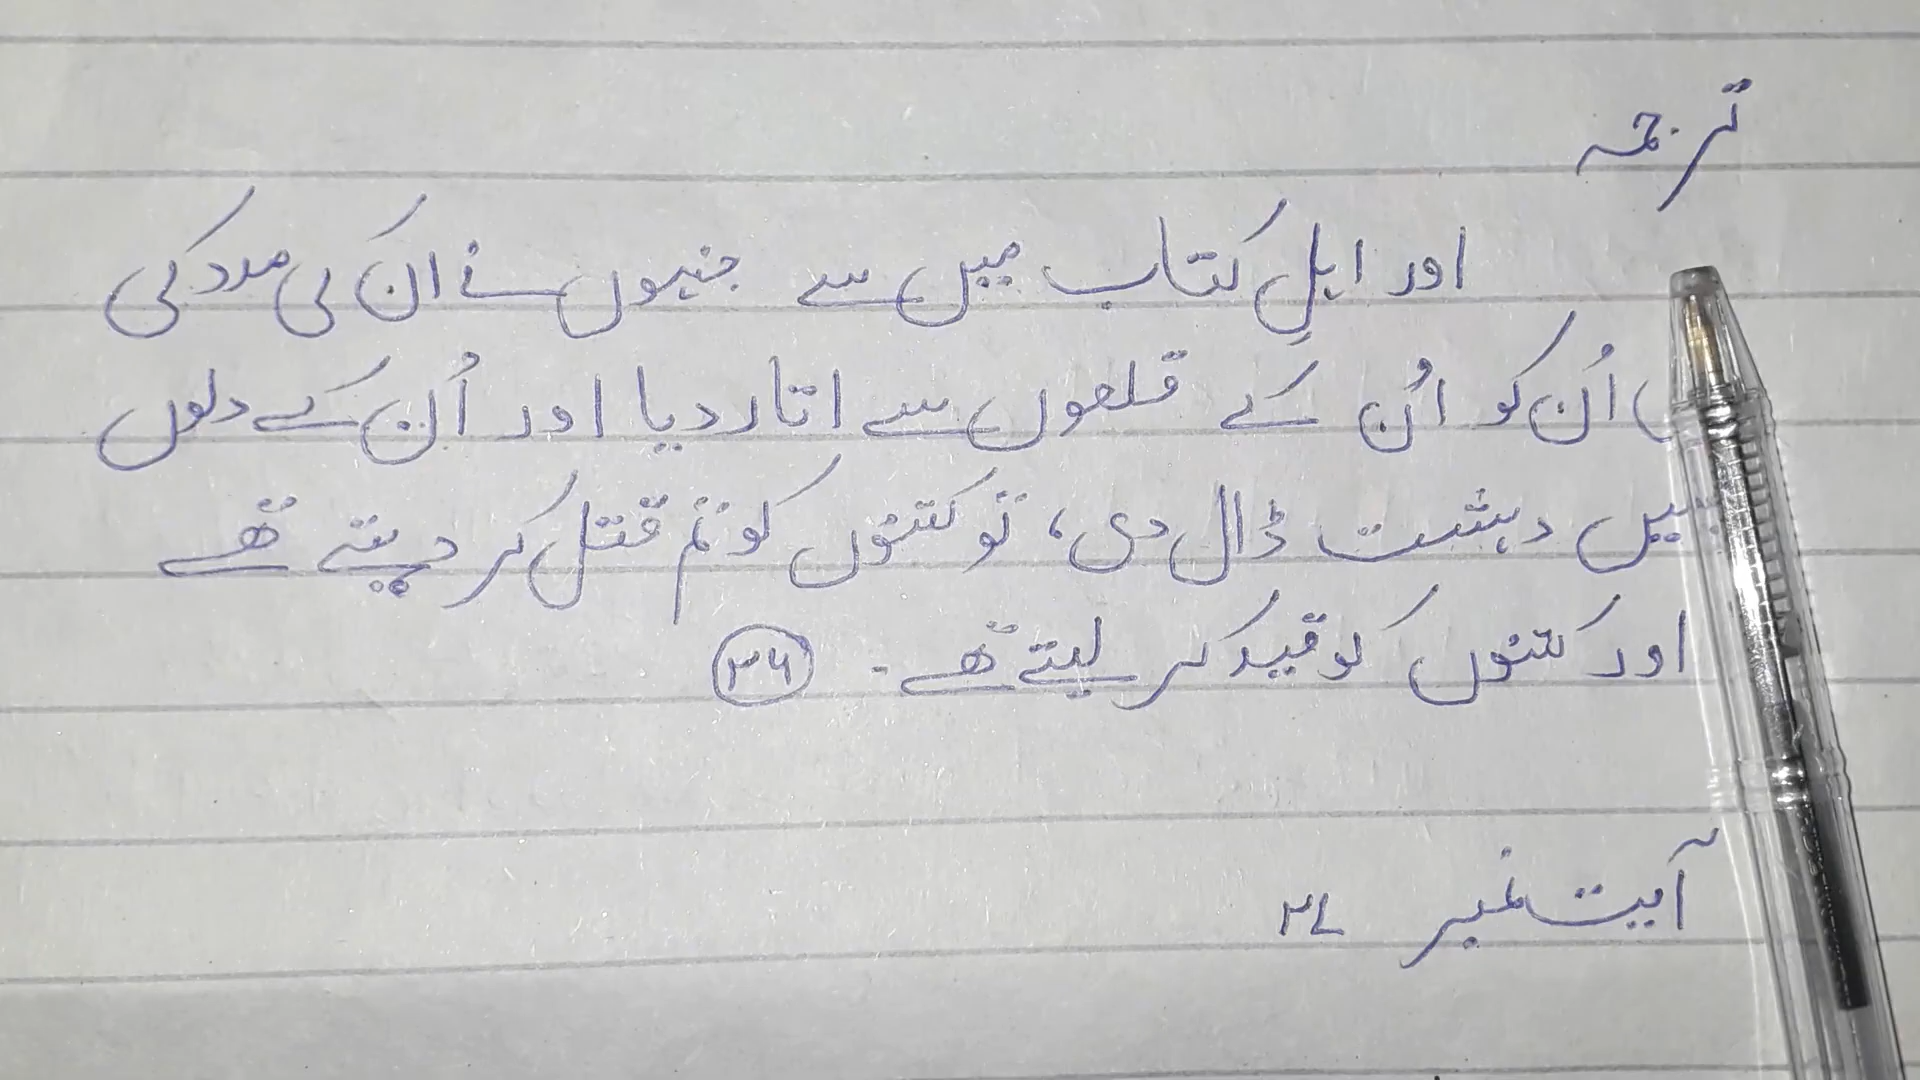 ترجمہ
اور اہلِ کتاب میں سے جنہوں نے ان کی مدد کی
اُن کو اُن کے قلعوں سے اتار دیا اور اُن کے دلوں
میں دہشت ڈال دی، تو کتنوں کو تم قتل کر دیتے تھے
اور کتنوں کو قید کر لیتے تھے۔ ۲۶
آیت نمبر ۲۷